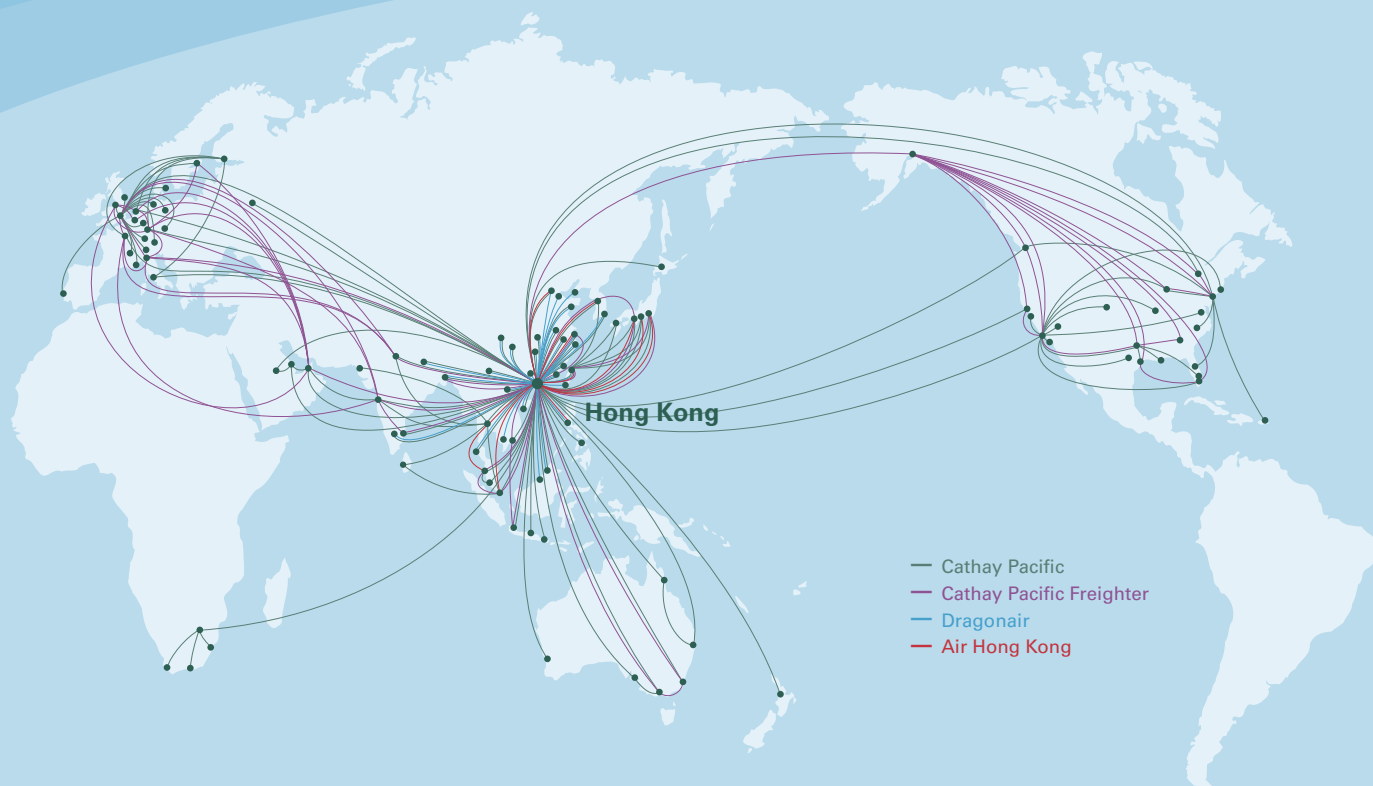 Hong Kong
Cathay Pacific
Cathay Pacific Freighter
Dragonair
Air Hong Kong